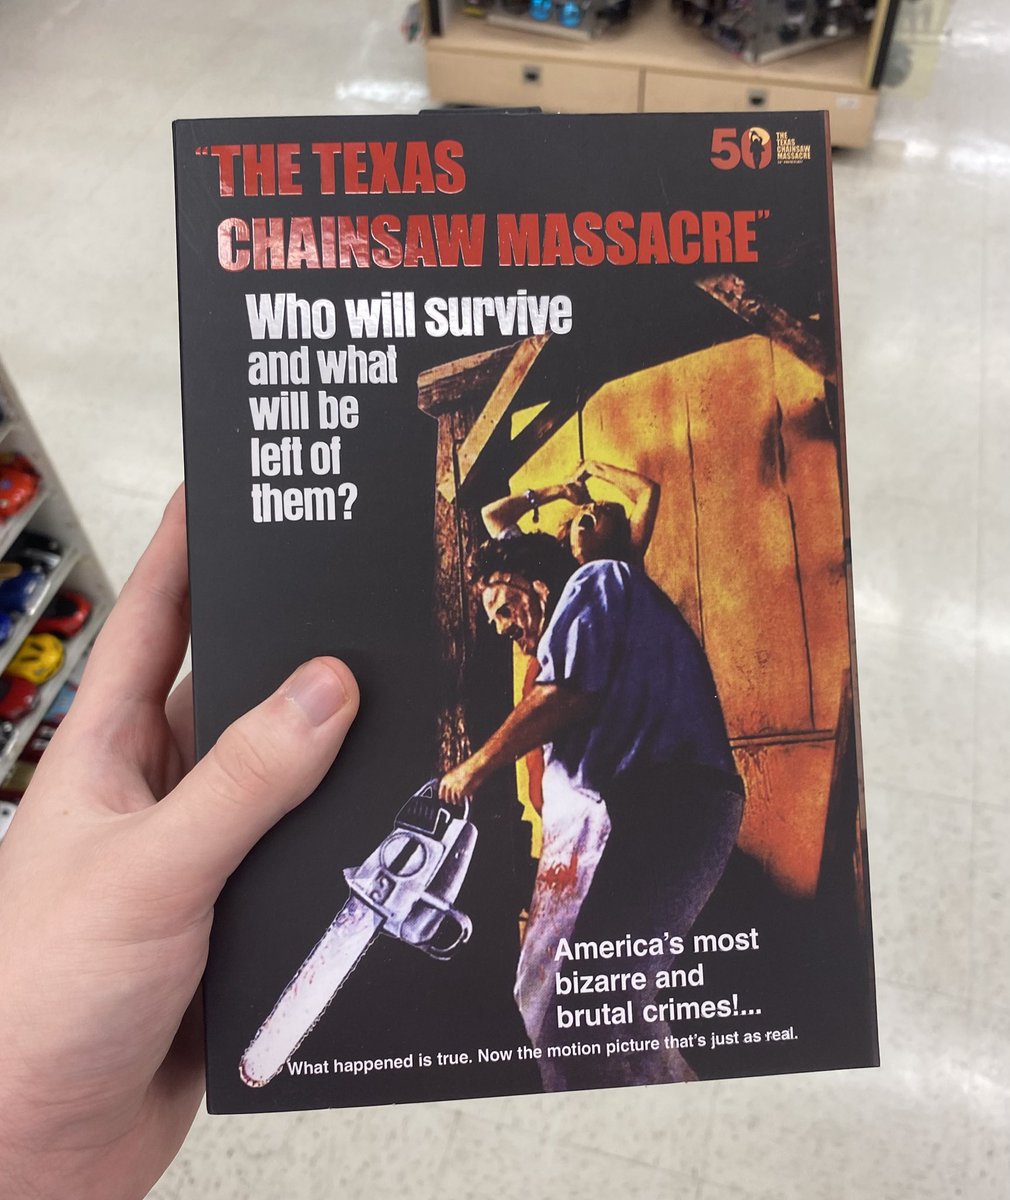 "THE TEXAS
CHAINSAW MASSACRE"
50
THE
TEXAS
CHAINSAW
MASSACRE
Who will survive
and what
will be
left of
them?
America's most
bizarre and
brutal crimes!...
What happened is true. Now the motion picture that's just as real.